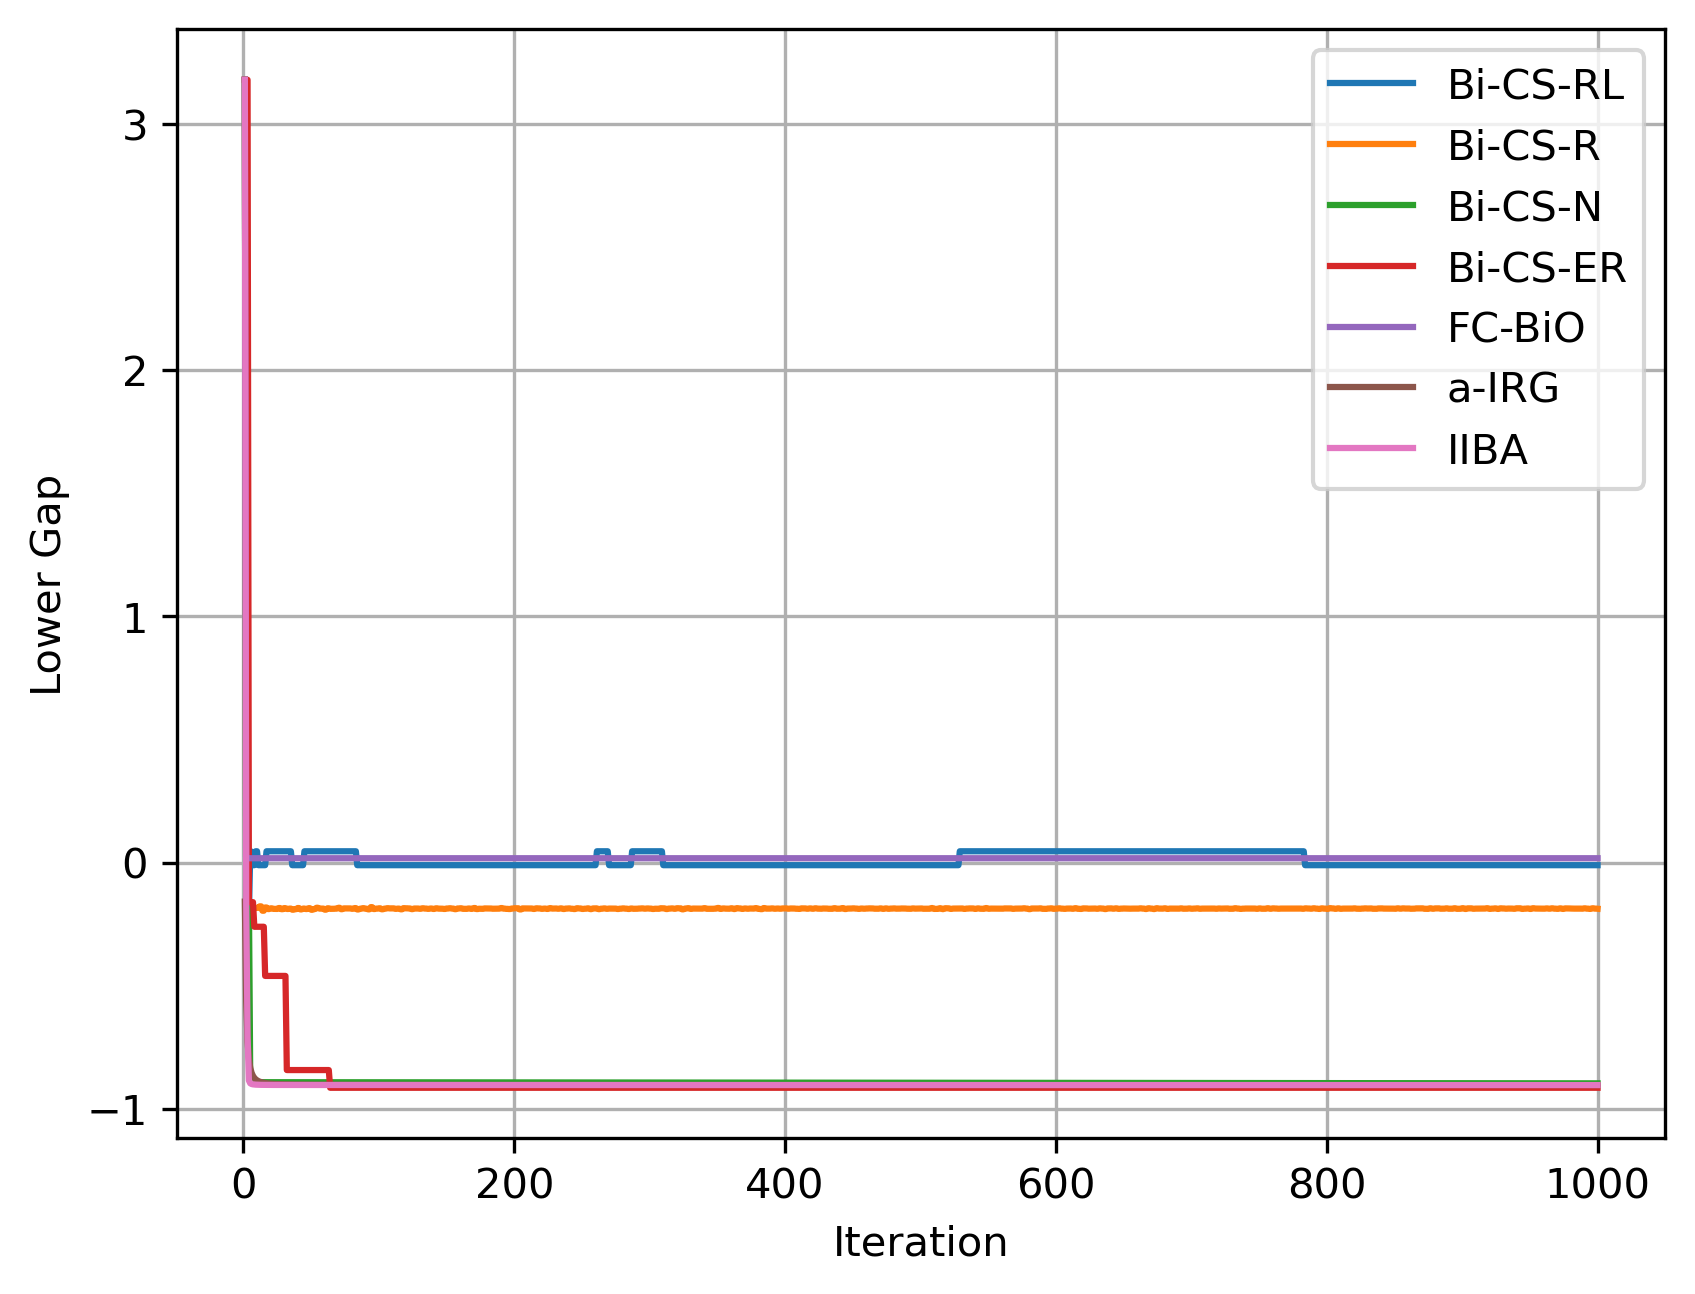 Bi-CS-RL
Bi-CS-R
Bi-CS-N
Bi-CS-ER
FC-BiO
a-IRG
IIBA
3
2
1
0
−1
Lower Gap
0 200 400 600 800 1000
Iteration